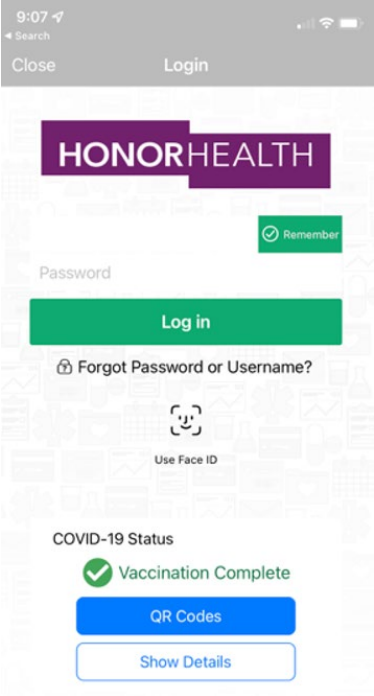 9:07
◄ Search
Close Login
HONORHEALTH
Remember
Password
Log in
Forgot Password or Username?
Use Face ID
COVID-19 Status
Vaccination Complete
QR Codes
Show Details